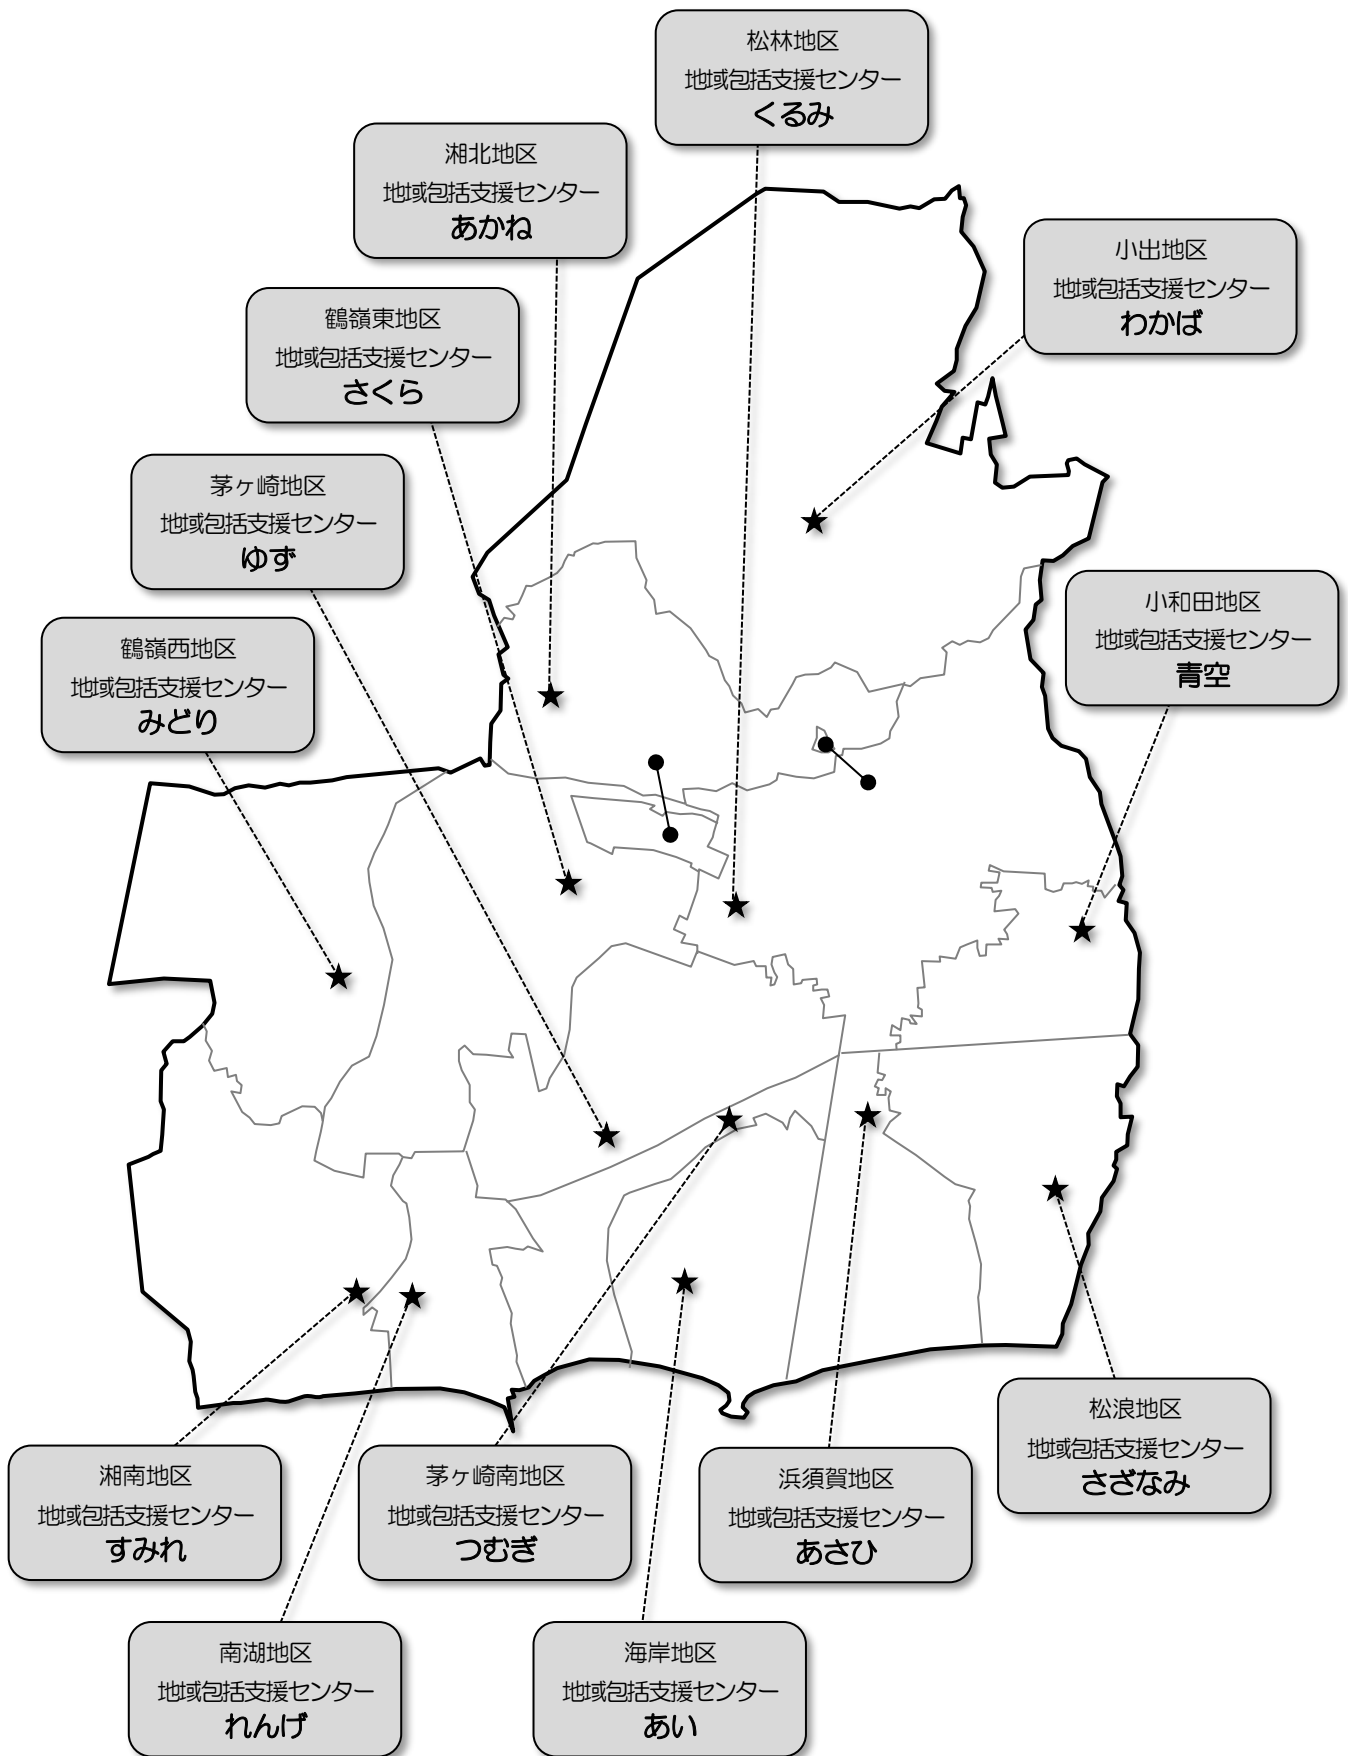 松林地区
地域包括支援センター
くるみ
湘北地区
地域包括支援センター
あかね
小出地区
地域包括支援センター
わかば
鶴嶺東地区
地域包括支援センター
さくら
茅ヶ崎地区
地域包括支援センター
ゆず
小和田地区
地域包括支援センター
青空
鶴嶺西地区
地域包括支援センター
みどり
松浪地区
地域包括支援センター
さざなみ
湘南地区
地域包括支援センター
すみれ
茅ヶ崎南地区
地域包括支援センター
つむぎ
浜須賀地区
地域包括支援センター
あさひ
南湖地区
地域包括支援センター
れんげ
海岸地区
地域包括支援センター
あい